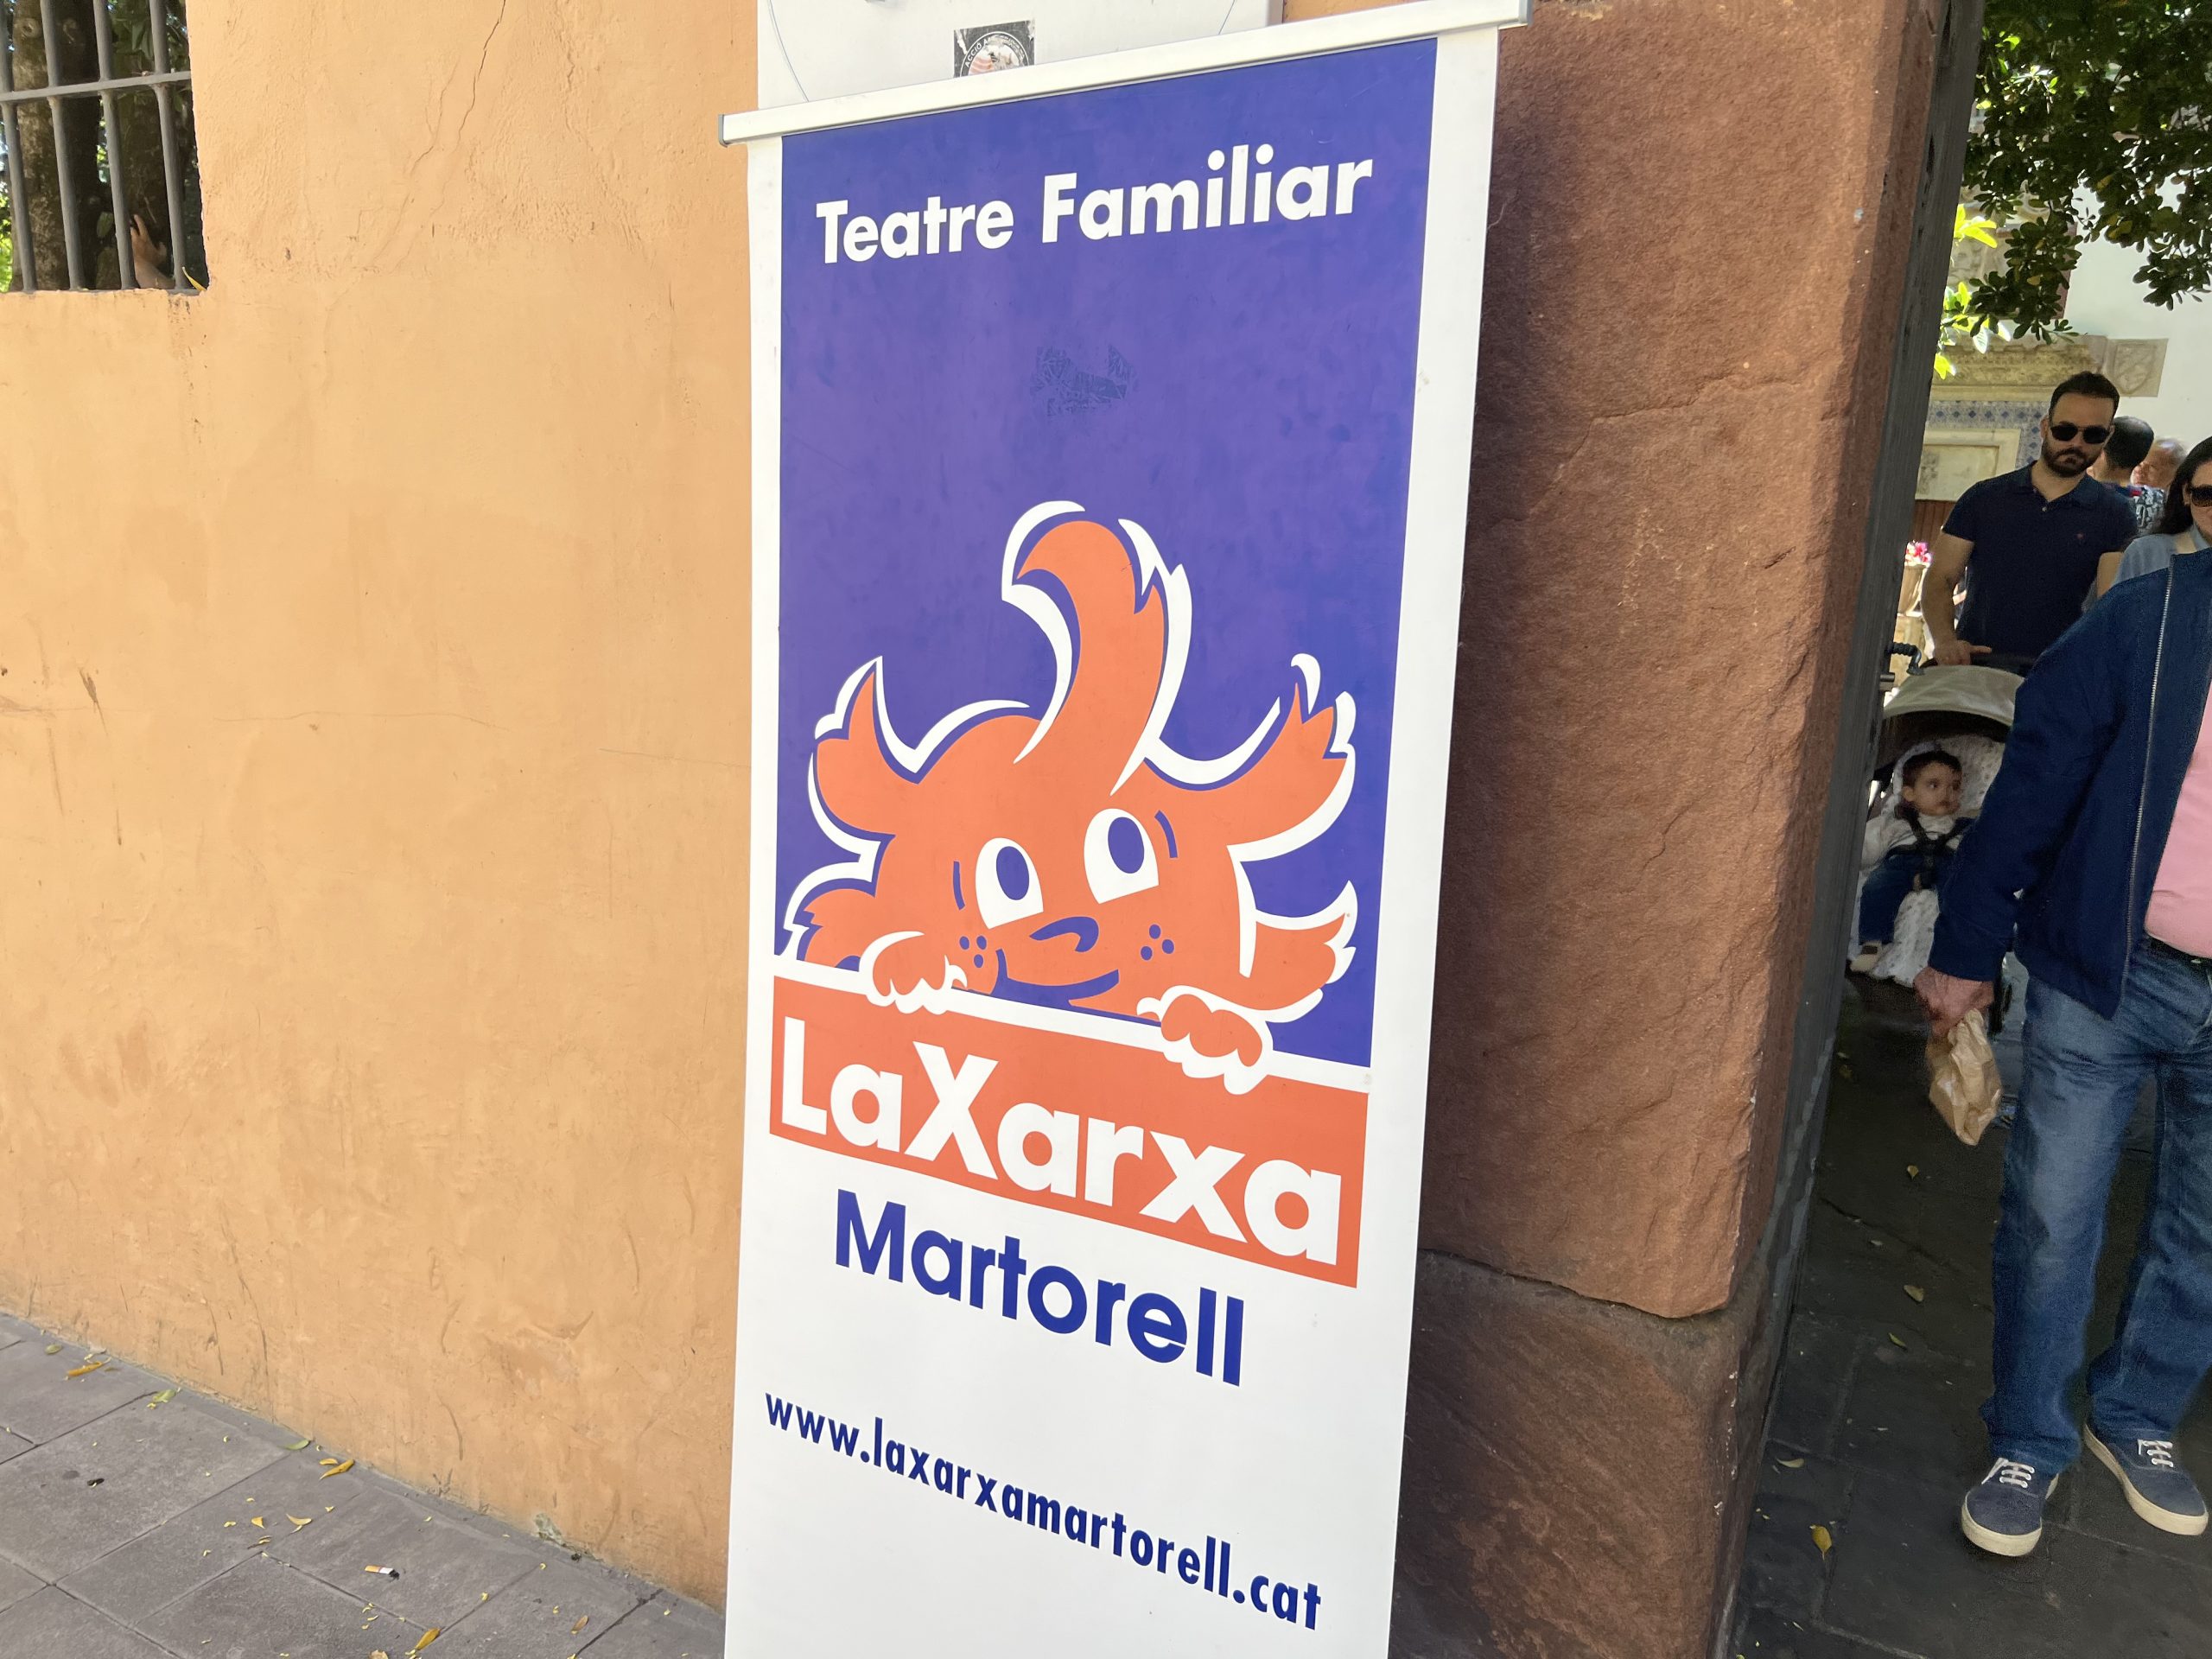 Teatre Familiar
LaXarxa
Martorell
www.laxarxamartorell.cat